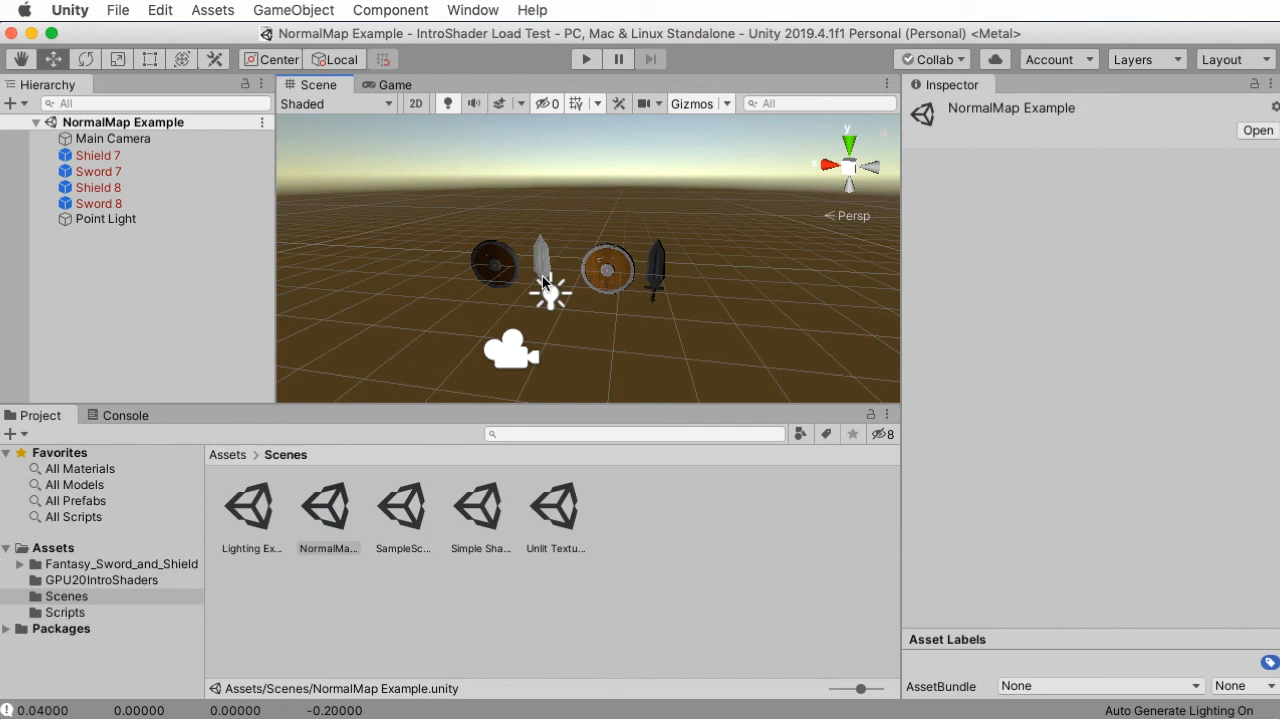 Unity File Edit Assets GameObject Component Window Help
NormalMap Example - IntroShader Load Test - PC, Mac & Linux Standalone - Unity 2019.4.1f1 Personal (Personal) <Metal>
Center Local Collab Account Layers Layout
Hierarchy
All
NormalMap Example
Main Camera
Shield 7
Sword 7
Shield 8
Sword 8
Point Light
Scene Game
Shaded 2D 0 Gizmos All
y
x
Persp
Inspector
NormalMap Example
Open
Project Console
8
Favorites
All Materials
All Models
All Prefabs
All Scripts
Assets
Fantasy_Sword_and_Shield
GPU20IntroShaders
Scenes
Scripts
Packages
Assets > Scenes
Lighting Ex... NormalMa... SampleSc... Simple Sha... Unlit Textu...
Assets/Scenes/NormalMap Example.unity
Asset Labels
AssetBundle None None
0.04000 0.00000 0.00000 -0.20000
Auto Generate Lighting On